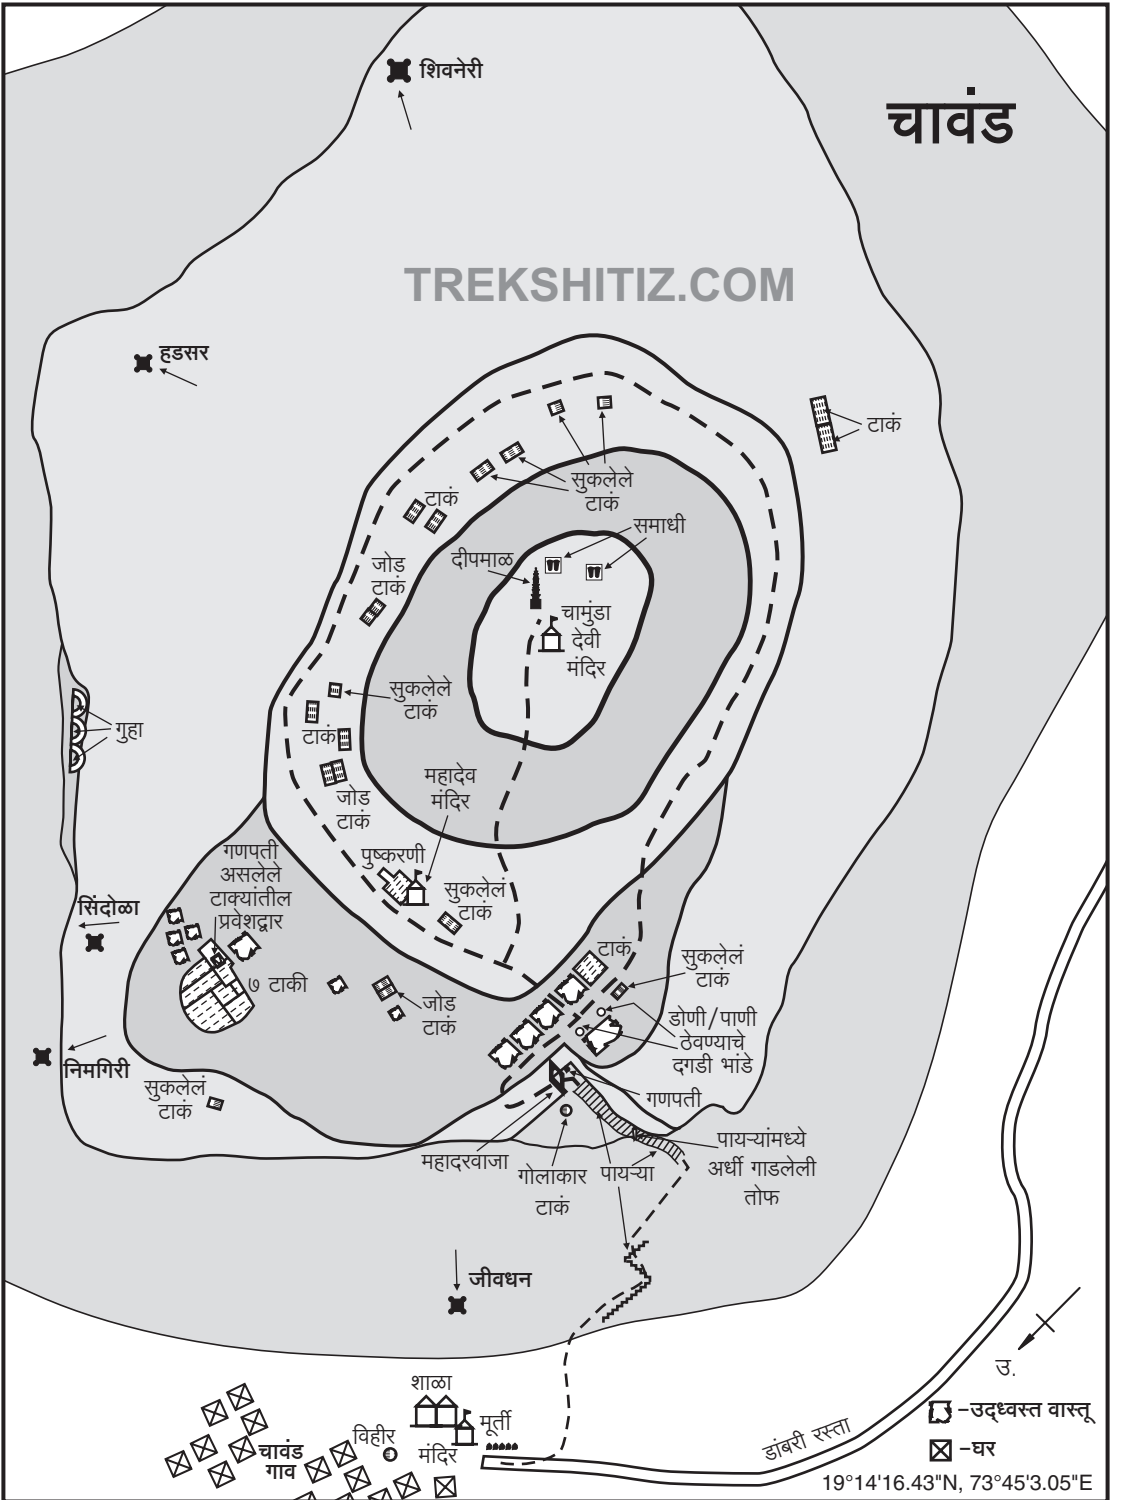 शिवनेरी
चावंड
TREKSHITIZ.COM
हडसर
टाकं
सुकलेले
टाकं
टाकं
समाधी
दीपमाळ
जोड
टाकं
चामुंडा
देवी
मंदिर
सुकलेले
टाकं
गुहा
टाकं
महादेव
मंदिर
जोड
टाकं
गणपती
असलेले
टाक्यांतील
प्रवेशद्वार
पुष्करणी
सुकलेलं
टाकं
सिंदोळा
टाकं
सुकलेलं
टाकं
७ टाकी
जोड
टाकं
डोणी/पाणी
ठेवण्याचे
दगडी भांडे
निमगिरी
सुकलेलं
टाकं
गणपती
महादरवाजा
गोलाकार
टाकं
पायऱ्या
पायऱ्यांमध्ये
अर्धी गाडलेली
तोफ
जीवधन
उ.
शाळा
मूर्ती
विहीर
मंदिर
चावंड
गाव
डांबरी रस्ता
-उद्ध्वस्त वास्तू
-घर
19°14'16.43"N, 73°45'3.05"E